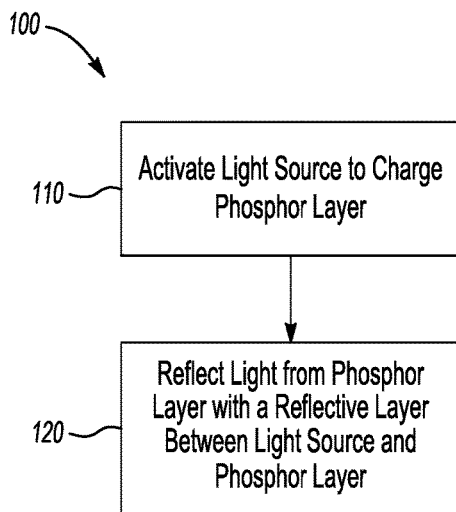 100
110
Activate Light Source to Charge
Phosphor Layer
120
Reflect Light from Phosphor
Layer with a Reflective Layer
Between Light Source and
Phosphor Layer